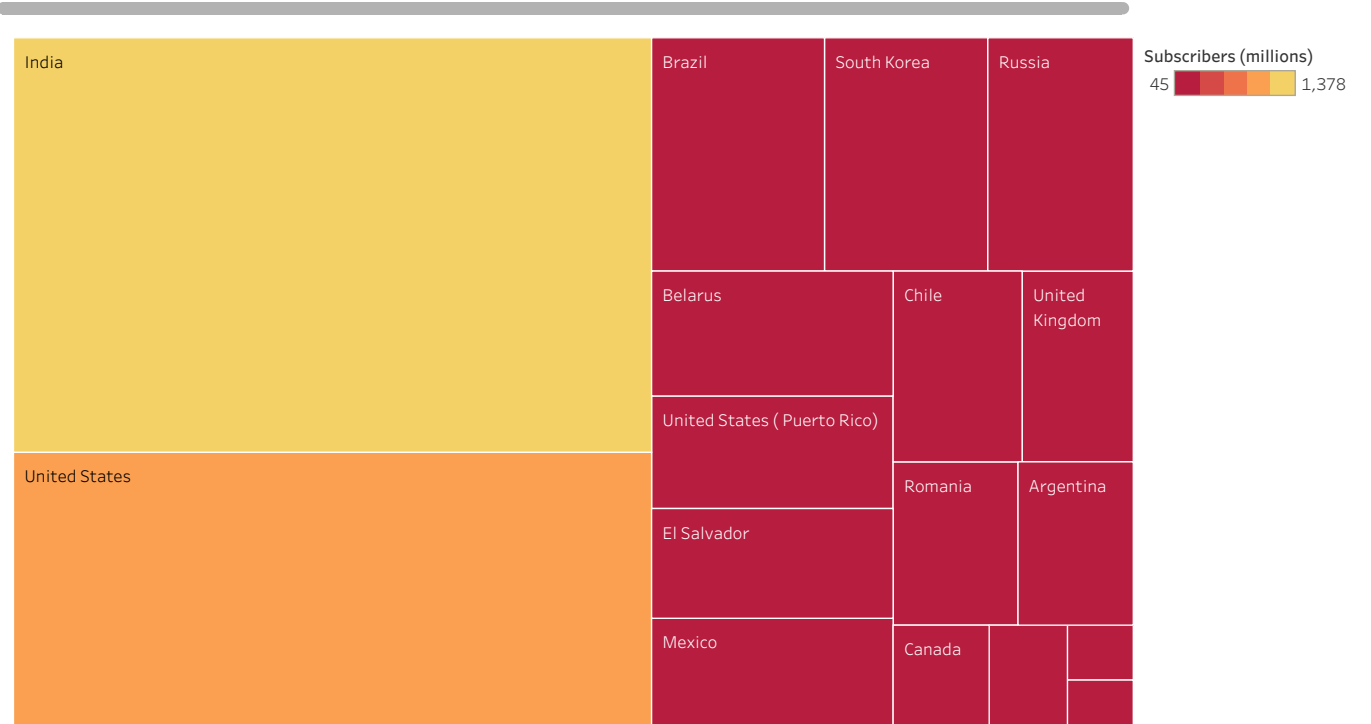 India
Brazil
South Korea
Russia
Subscribers (millions)
45
1,378
Belarus
Chile
United
Kingdom
United States ( Puerto Rico)
United States
Romania
Argentina
El Salvador
Mexico
Canada